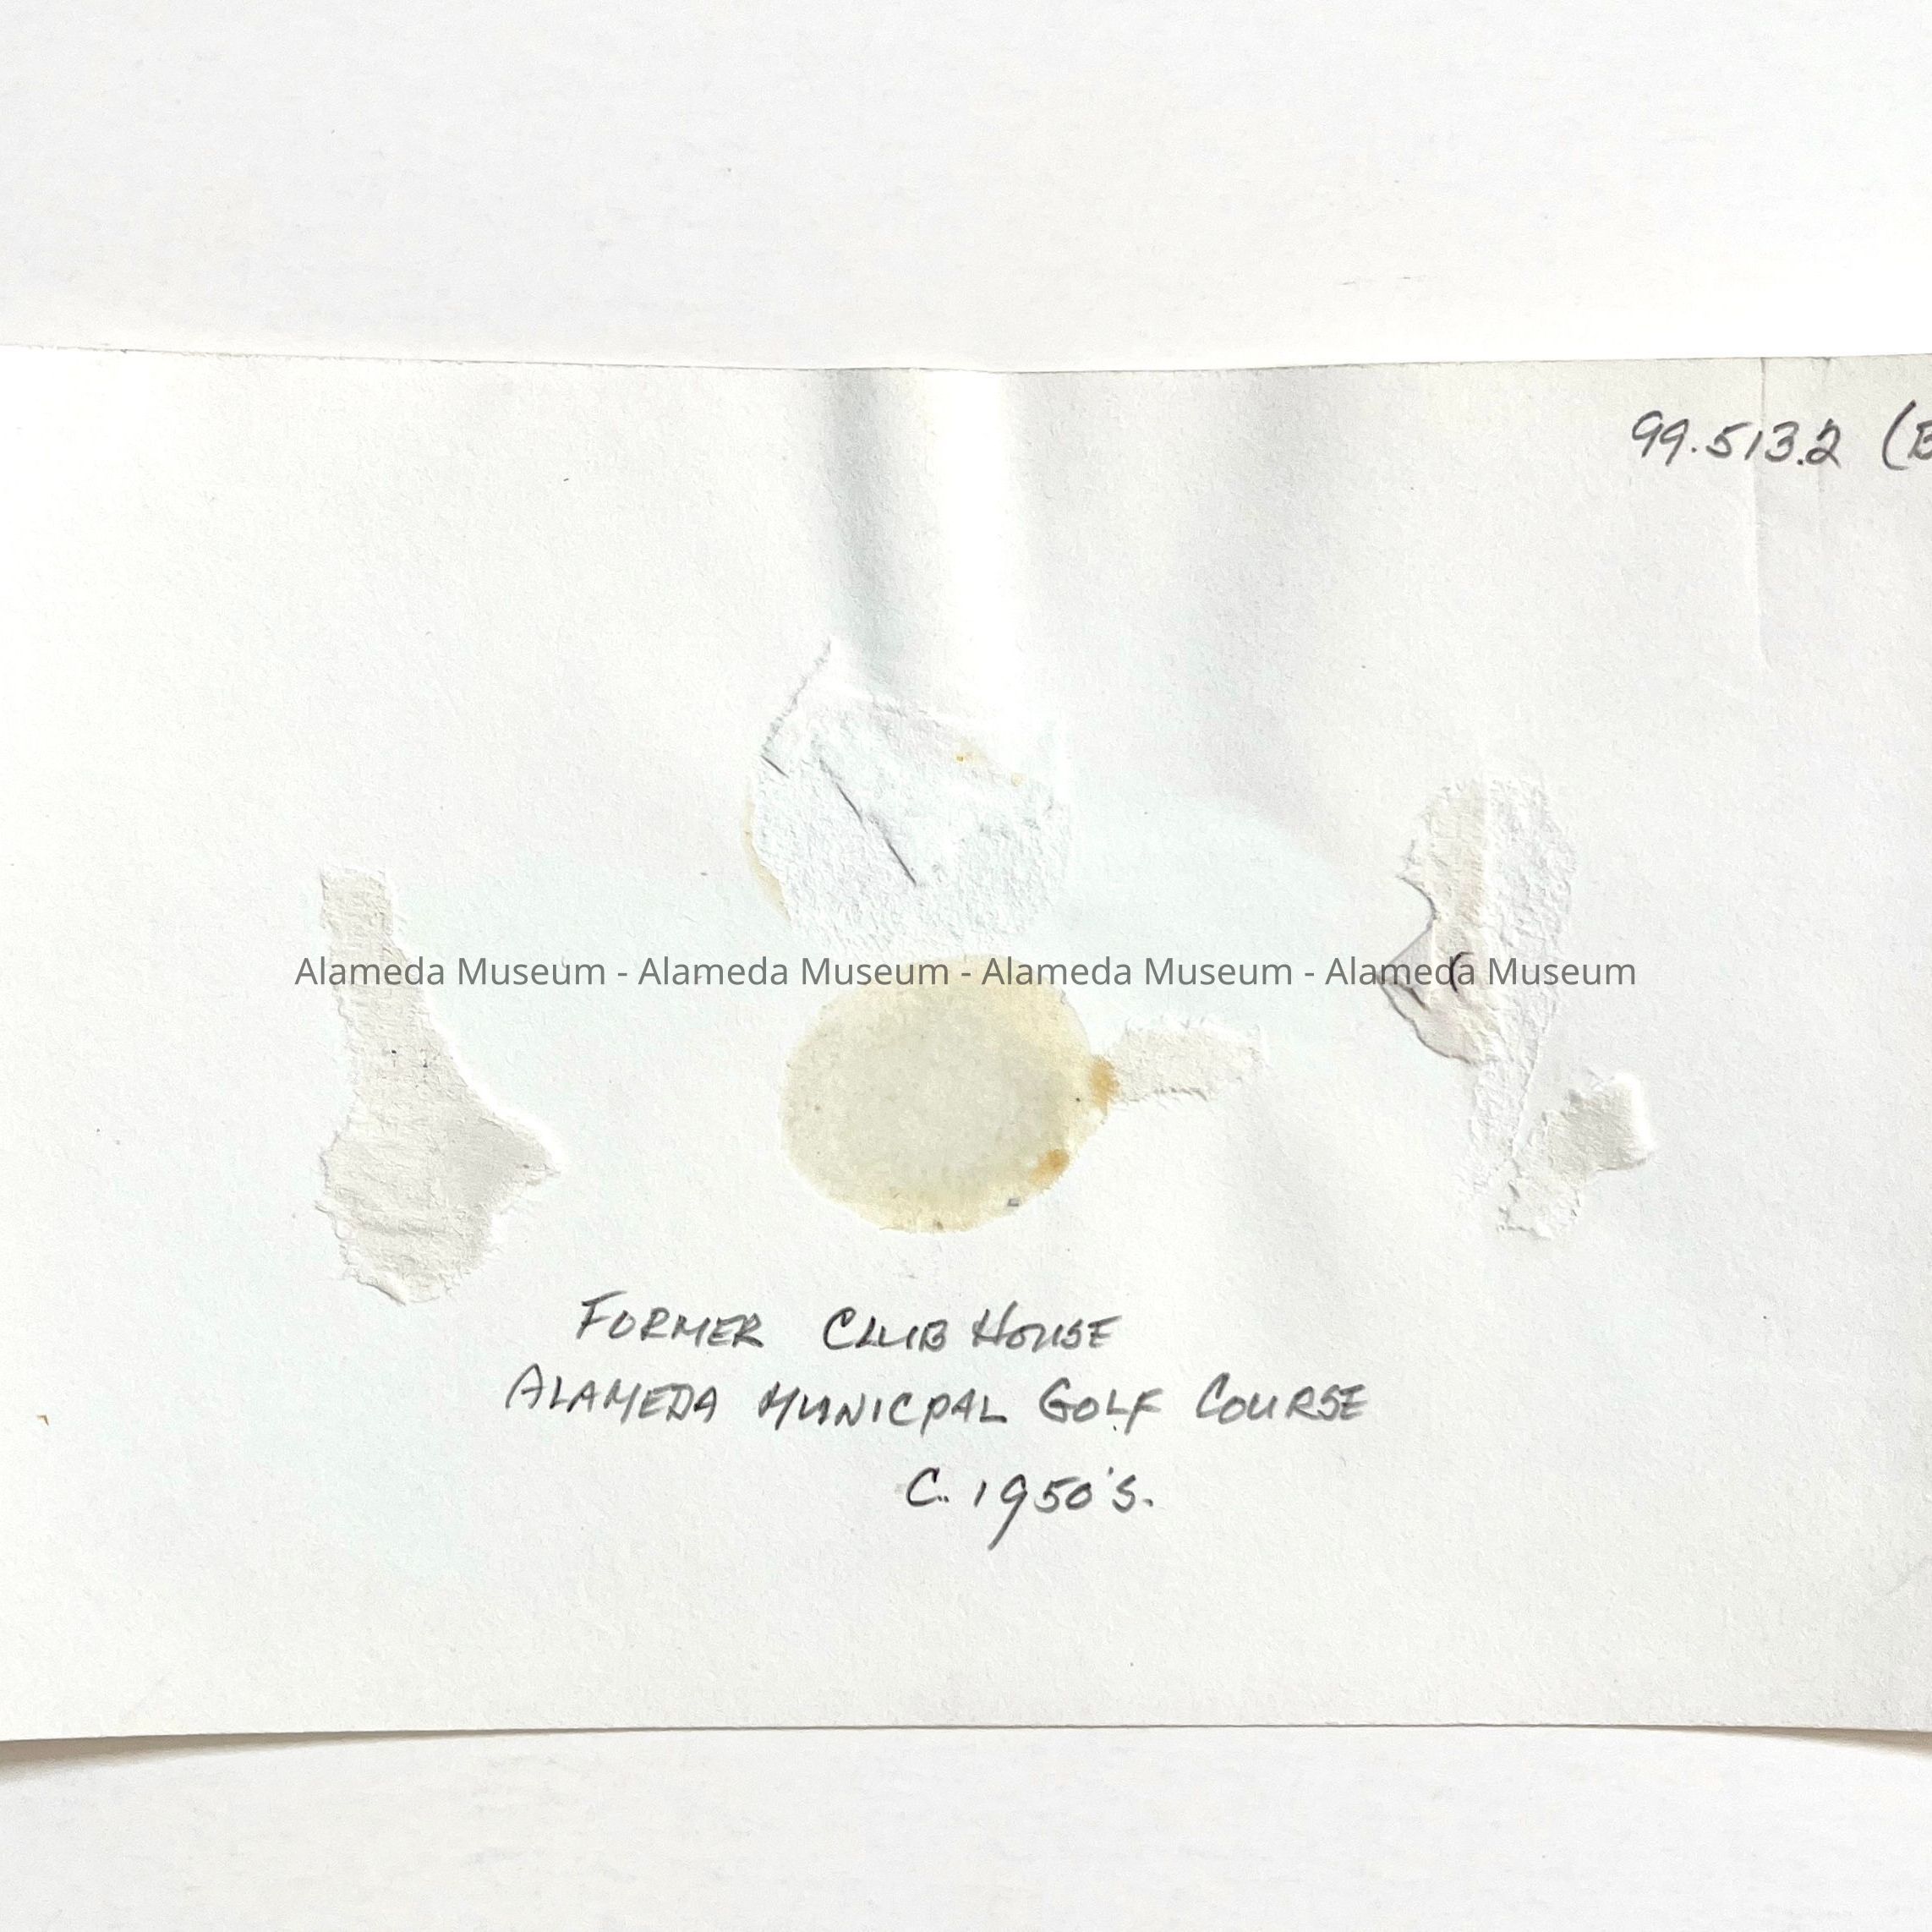 99.513.2 (B
Alameda Museum - Alameda Museum - Alameda Museum - Alameda Museum
FORMER CLUB HOUSE
ALAMEDA MUNICPAL GOLF COURSE
C. 1950'S.